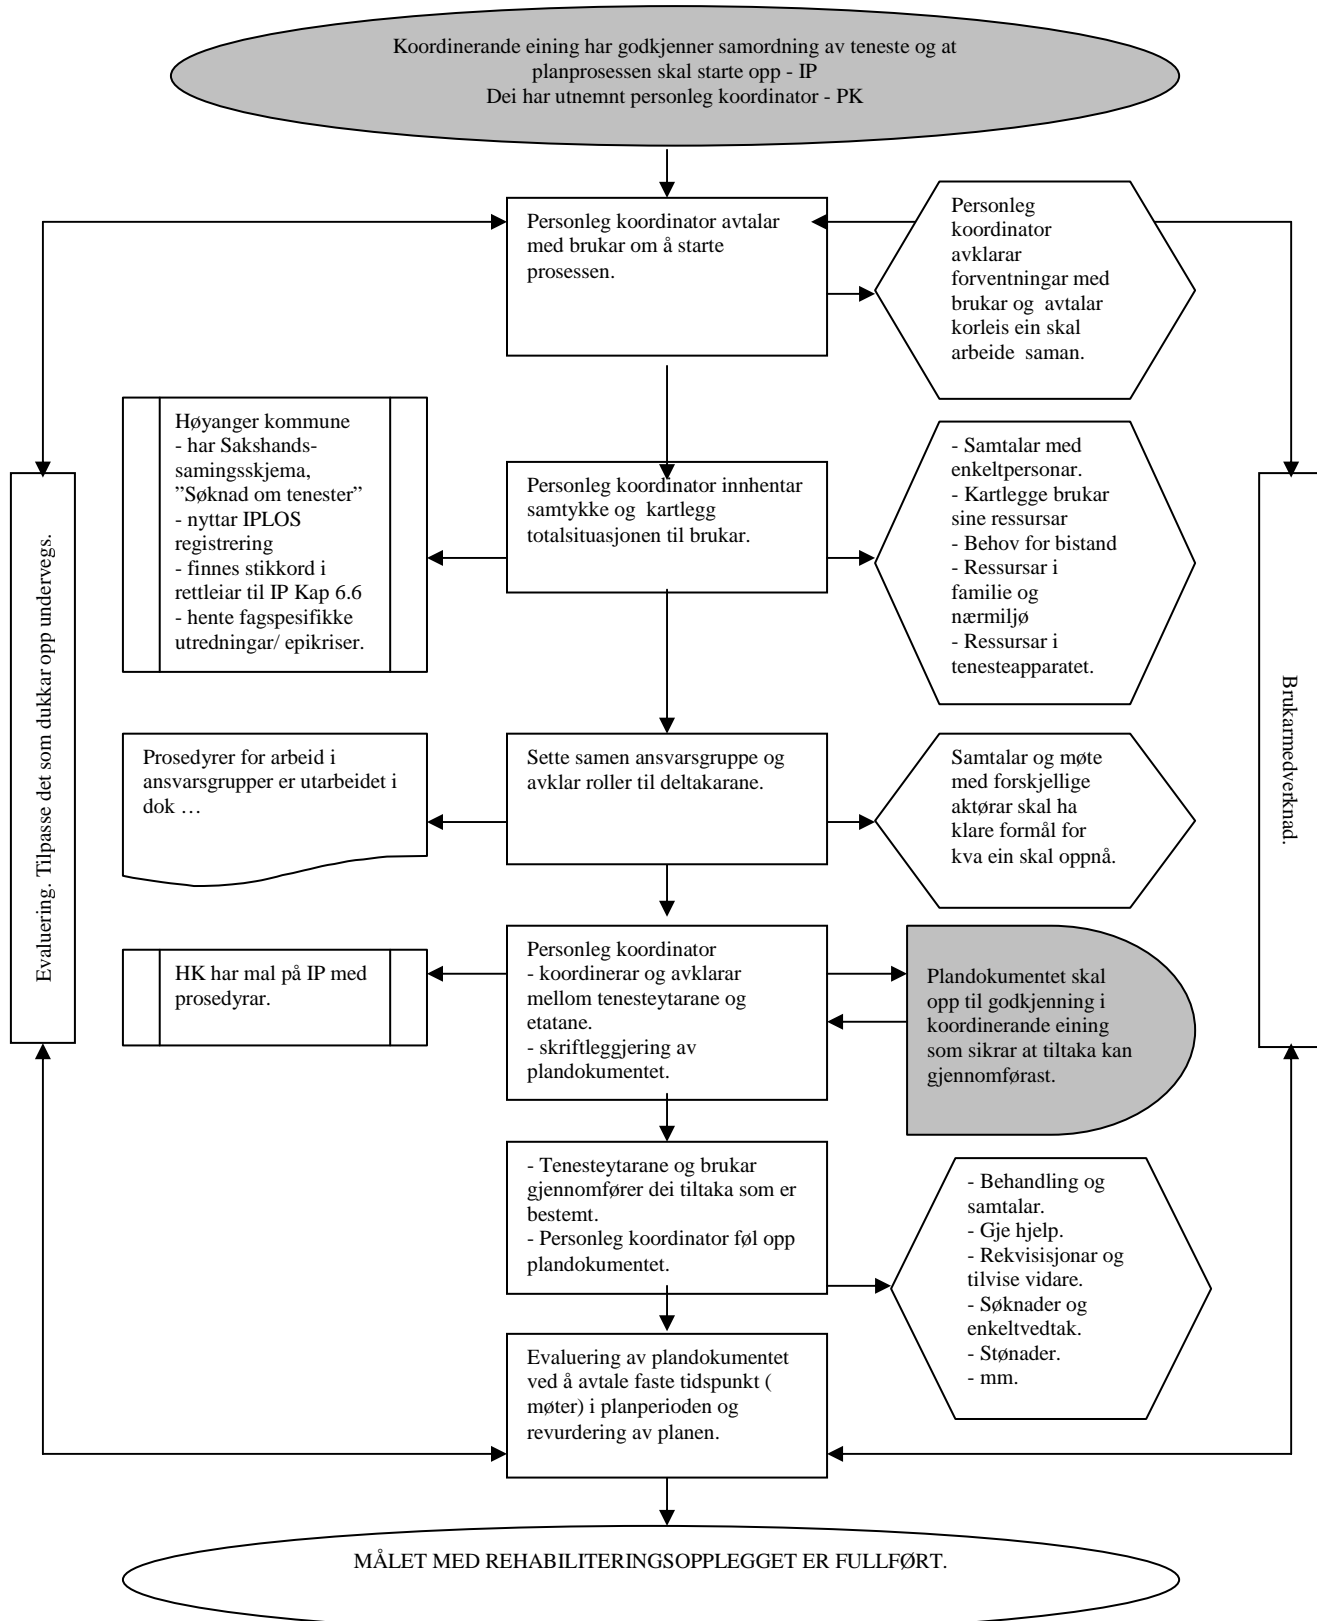 Koordinerande eining har godkjenner samordning av teneste og at
planprosessen skal starte opp - IP
Dei har utnemnt personleg koordinator - PK
Personleg koordinator avtalar
med brukar om å starte
prosessen.
Personleg
koordinator
avklarar
forventningar med
brukar og  avtalar
korleis ein skal
arbeide  saman.
Høyanger kommune
- har Sakshands-
samingsskjema,
”Søknad om tenester”
- nyttar IPLOS
registrering
- finnes stikkord i
rettleiar til IP Kap 6.6
- hente fagspesifikke
utredningar/ epikriser.
Personleg koordinator innhentar
samtykke og  kartlegg
totalsituasjonen til brukar.
- Samtalar med
enkeltpersonar.
- Kartlegge brukar
sine ressursar
- Behov for bistand
- Ressursar i
familie og
nærmiljø
- Ressursar i
tenesteapparatet.
Evaluering. Tilpasse det som dukkar opp undervegs.
Brukarmedverknad.
Prosedyrer for arbeid i
ansvarsgrupper er utarbeidet i
dok …
Sette samen ansvarsgruppe og
avklar roller til deltakarane.
Samtalar og møte
med forskjellige
aktørar skal ha
klare formål for
kva ein skal oppnå.
HK har mal på IP med
prosedyrar.
Personleg koordinator
- koordinerar og avklarar
mellom tenesteytarane og
etatane.
- skriftleggjering av
plandokumentet.
Plandokumentet skal
opp til godkjenning i
koordinerande eining
som sikrar at tiltaka kan
gjennomførast.
- Tenesteytarane og brukar
gjennomfører dei tiltaka som er
bestemt.
- Personleg koordinator føl opp
plandokumentet.
- Behandling og
samtalar.
- Gje hjelp.
- Rekvisisjonar og
tilvise vidare.
- Søknader og
enkeltvedtak.
- Stønader.
- mm.
Evaluering av plandokumentet
ved å avtale faste tidspunkt (
møter) i planperioden og
revurdering av planen.
MÅLET MED REHABILITERINGSOPPLEGGET ER FULLFØRT.